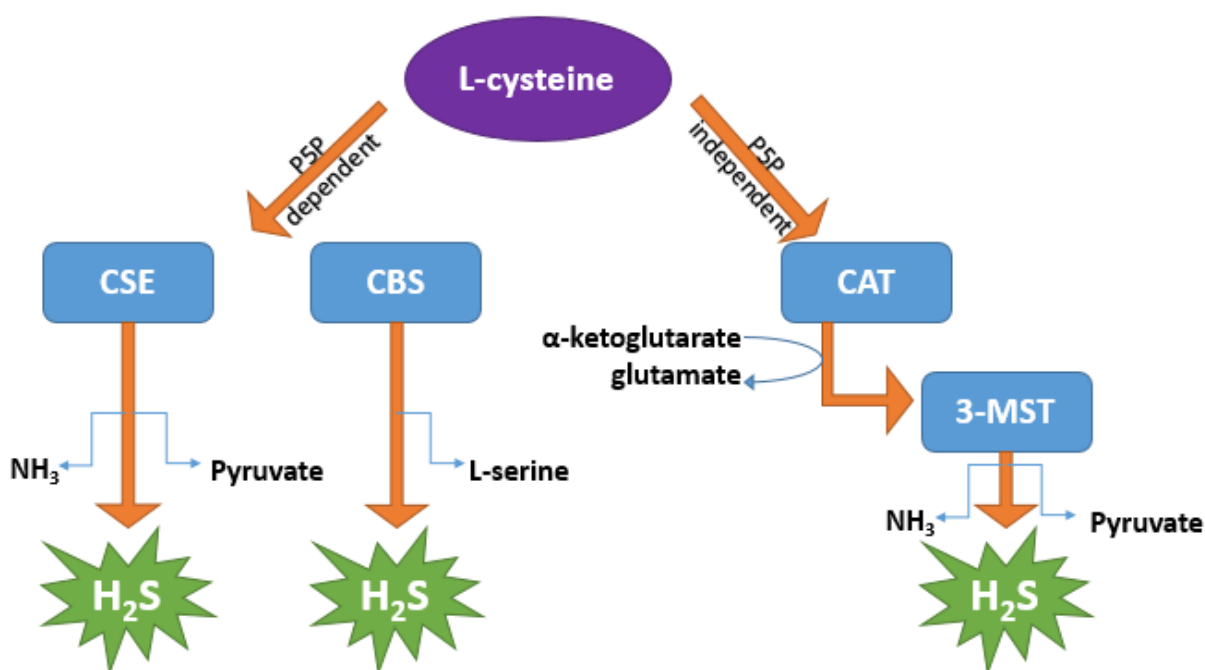 L-cysteine
P5P
dependent
P5P
independent
CSE
CBS
CAT
α-ketoglutarate
glutamate
3-MST
NH₃
Pyruvate
L-serine
NH₃
Pyruvate
H₂S
H₂S
H₂S